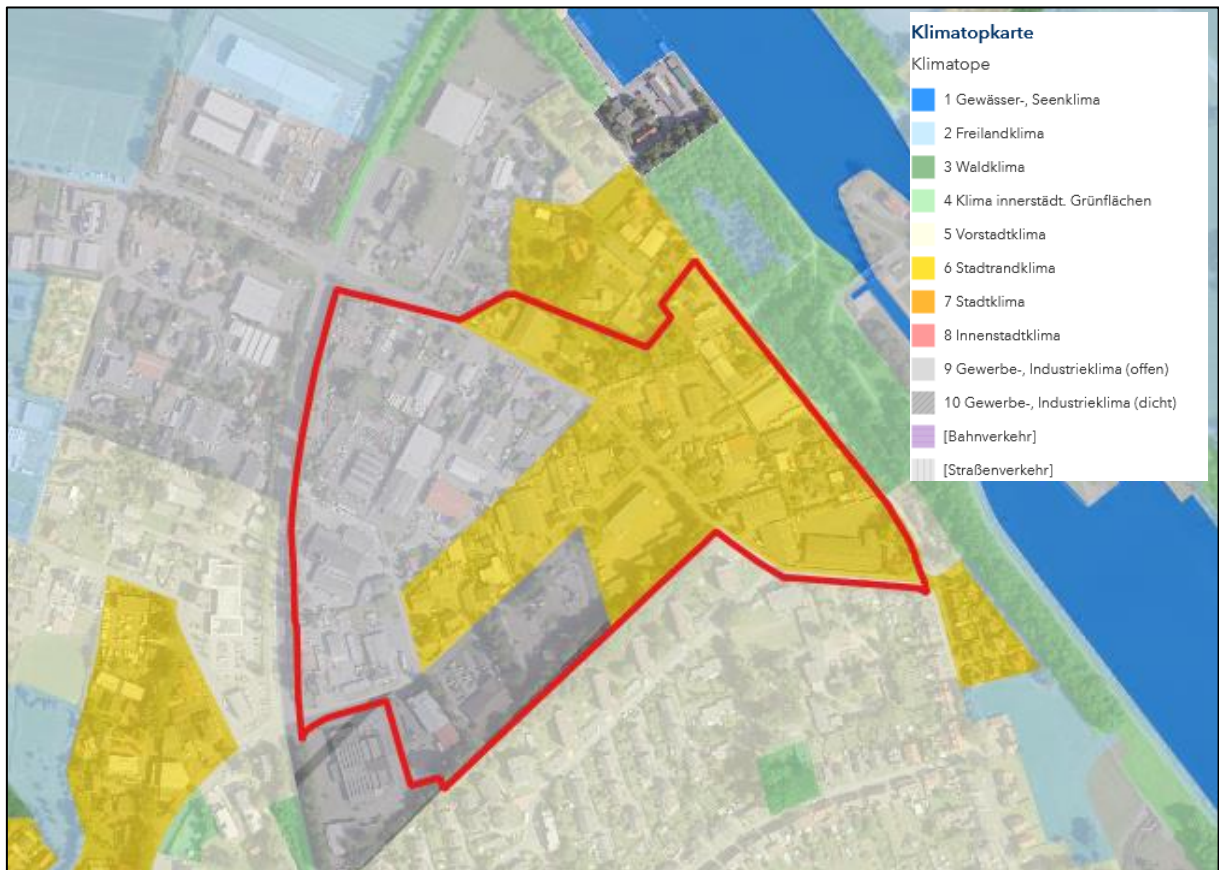 Klimatopkarte
Klimatope
1 Gewässer-, Seenklima
2 Freilandklima
3 Waldklima
4 Klima innerstädt. Grünflächen
5 Vorstadtklima
6 Stadtrandklima
7 Stadtklima
8 Innenstadtklima
9 Gewerbe-, Industrieklima (offen)
10 Gewerbe-, Industrieklima (dicht)
[Bahnverkehr]
[Straßenverkehr]